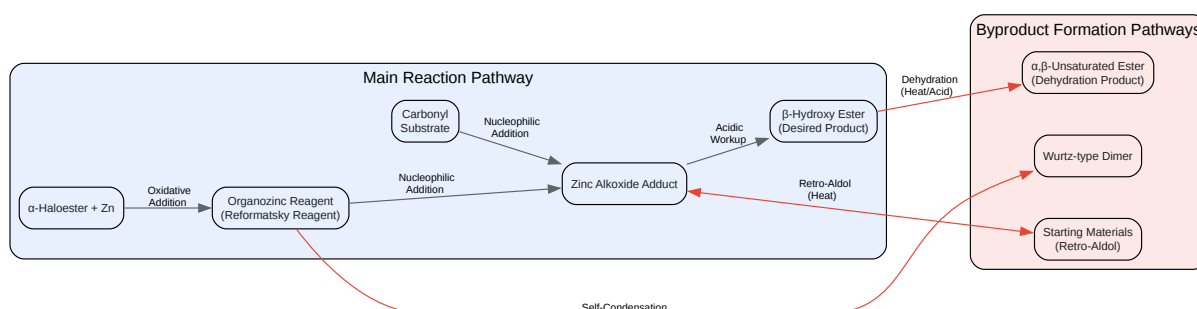 Byproduct Formation Pathways
Main Reaction Pathway
α,β-Unsaturated Ester
(Dehydration Product)
Dehydration
(Heat/Acid)
Carbonyl
Substrate
Nucleophilic
Addition
β-Hydroxy Ester
(Desired Product)
Acidic
Workup
Wurtz-type Dimer
Nucleophilic
Addition
Zinc Alkoxide Adduct
Retro-Aldol
(Heat)
α-Haloester + Zn
Oxidative
Addition
Organozinc Reagent
(Reformatsky Reagent)
Starting Materials
(Retro-Aldol)
Self-Condensation